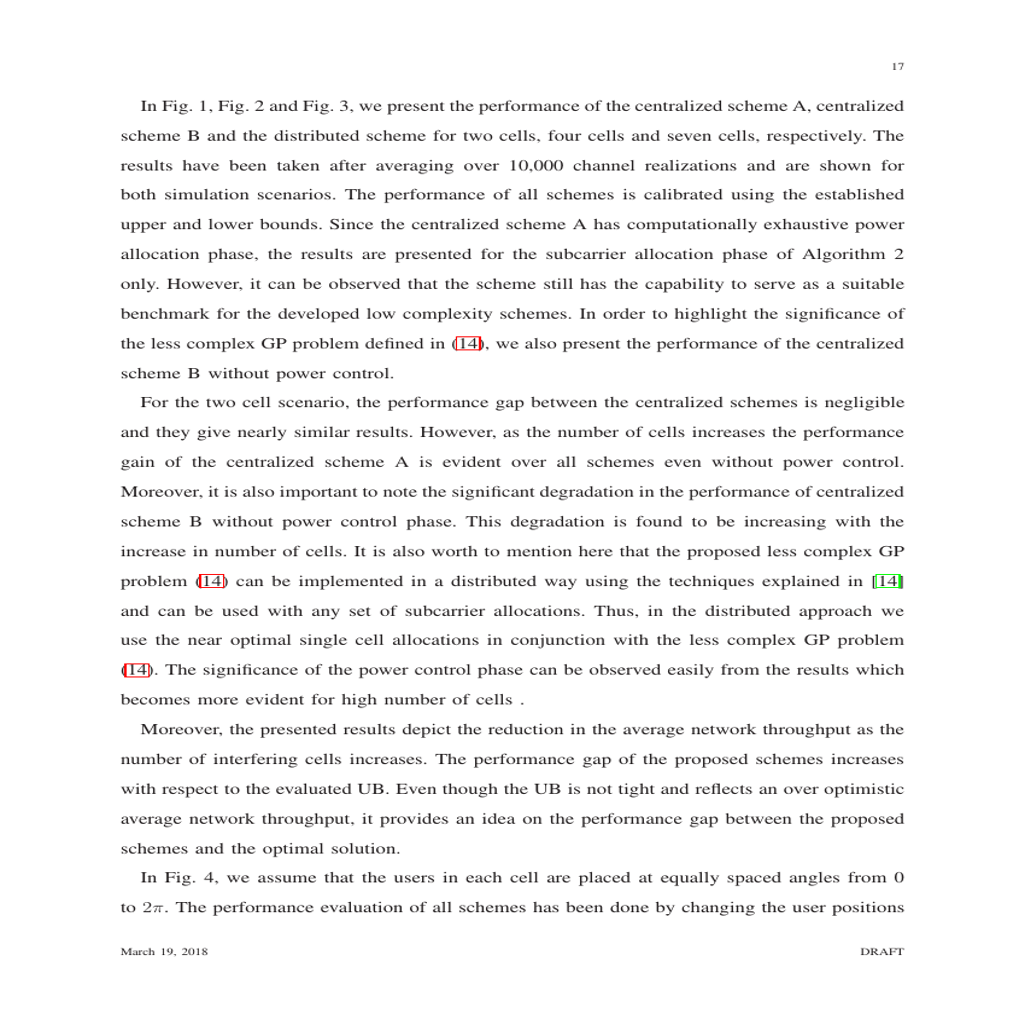 17
In Fig. 1, Fig. 2 and Fig. 3, we present the performance of the centralized scheme A, centralized
scheme B and the distributed scheme for two cells, four cells and seven cells, respectively. The
results have been taken after averaging over 10,000 channel realizations and are shown for
both simulation scenarios. The performance of all schemes is calibrated using the established
upper and lower bounds. Since the centralized scheme A has computationally exhaustive power
allocation phase, the results are presented for the subcarrier allocation phase of Algorithm 2
only. However, it can be observed that the scheme still has the capability to serve as a suitable
benchmark for the developed low complexity schemes. In order to highlight the significance of
the less complex GP problem defined in (14), we also present the performance of the centralized
scheme B without power control.
For the two cell scenario, the performance gap between the centralized schemes is negligible
and they give nearly similar results. However, as the number of cells increases the performance
gain of the centralized scheme A is evident over all schemes even without power control.
Moreover, it is also important to note the significant degradation in the performance of centralized
scheme B without power control phase. This degradation is found to be increasing with the
increase in number of cells. It is also worth to mention here that the proposed less complex GP
problem (14) can be implemented in a distributed way using the techniques explained in [14]
and can be used with any set of subcarrier allocations. Thus, in the distributed approach we
use the near optimal single cell allocations in conjunction with the less complex GP problem
(14). The significance of the power control phase can be observed easily from the results which
becomes more evident for high number of cells .
Moreover, the presented results depict the reduction in the average network throughput as the
number of interfering cells increases. The performance gap of the proposed schemes increases
with respect to the evaluated UB. Even though the UB is not tight and reflects an over optimistic
average network throughput, it provides an idea on the performance gap between the proposed
schemes and the optimal solution.
In Fig. 4, we assume that the users in each cell are placed at equally spaced angles from 0
to 2π. The performance evaluation of all schemes has been done by changing the user positions
March 19, 2018 DRAFT